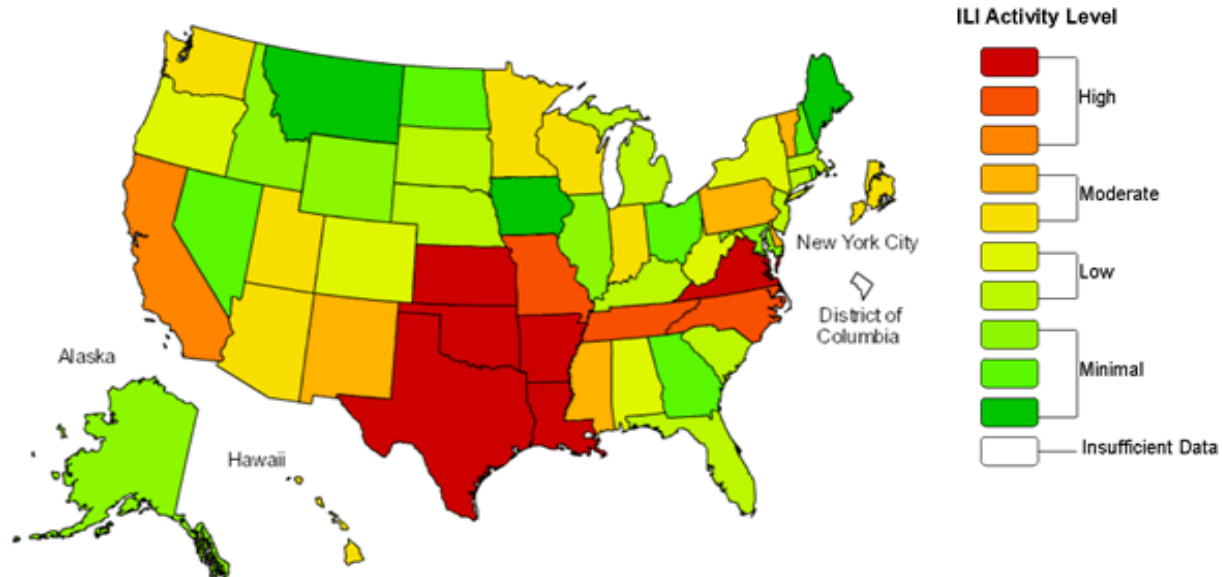 ILI Activity Level
High
Moderate
Low
Minimal
Insufficient Data
New York City
District of
Columbia
Alaska
Hawaii